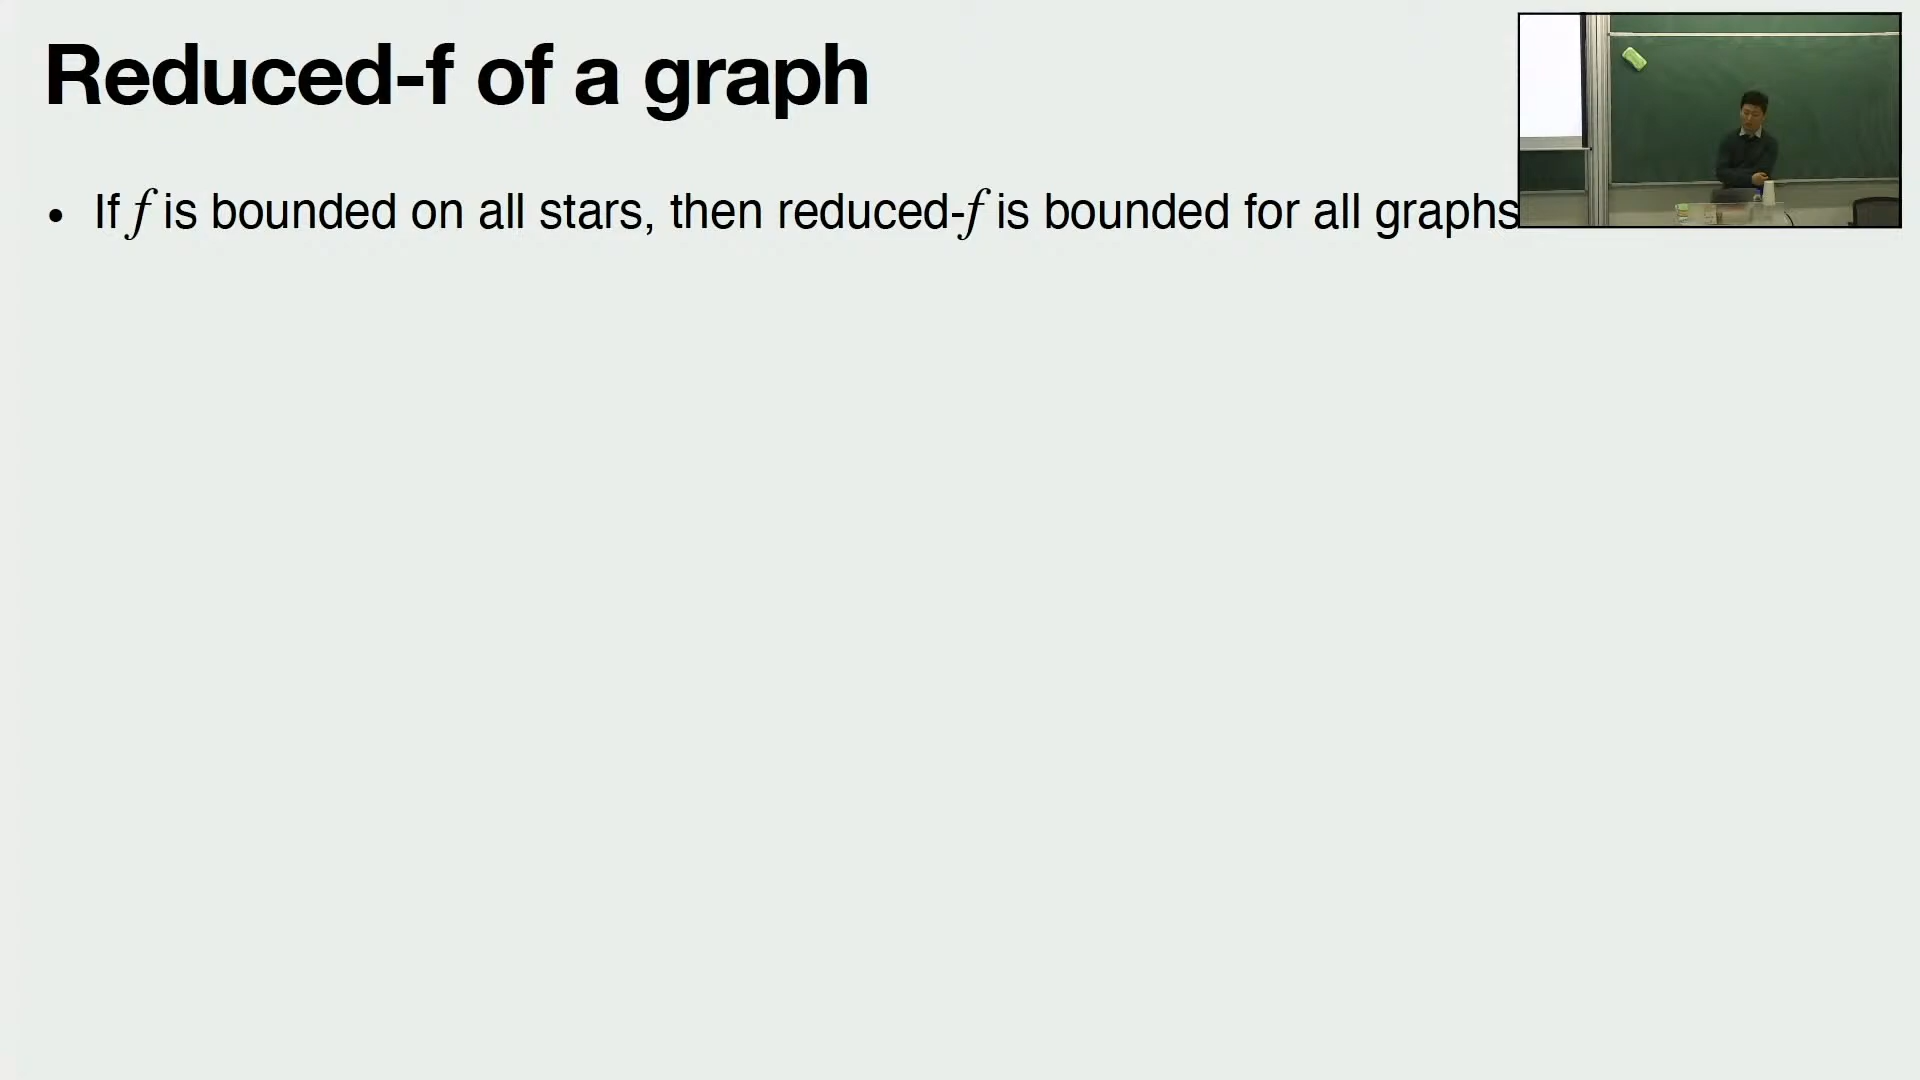 Reduced-f of a graph
• If f is bounded on all stars, then reduced-f is bounded for all graphs